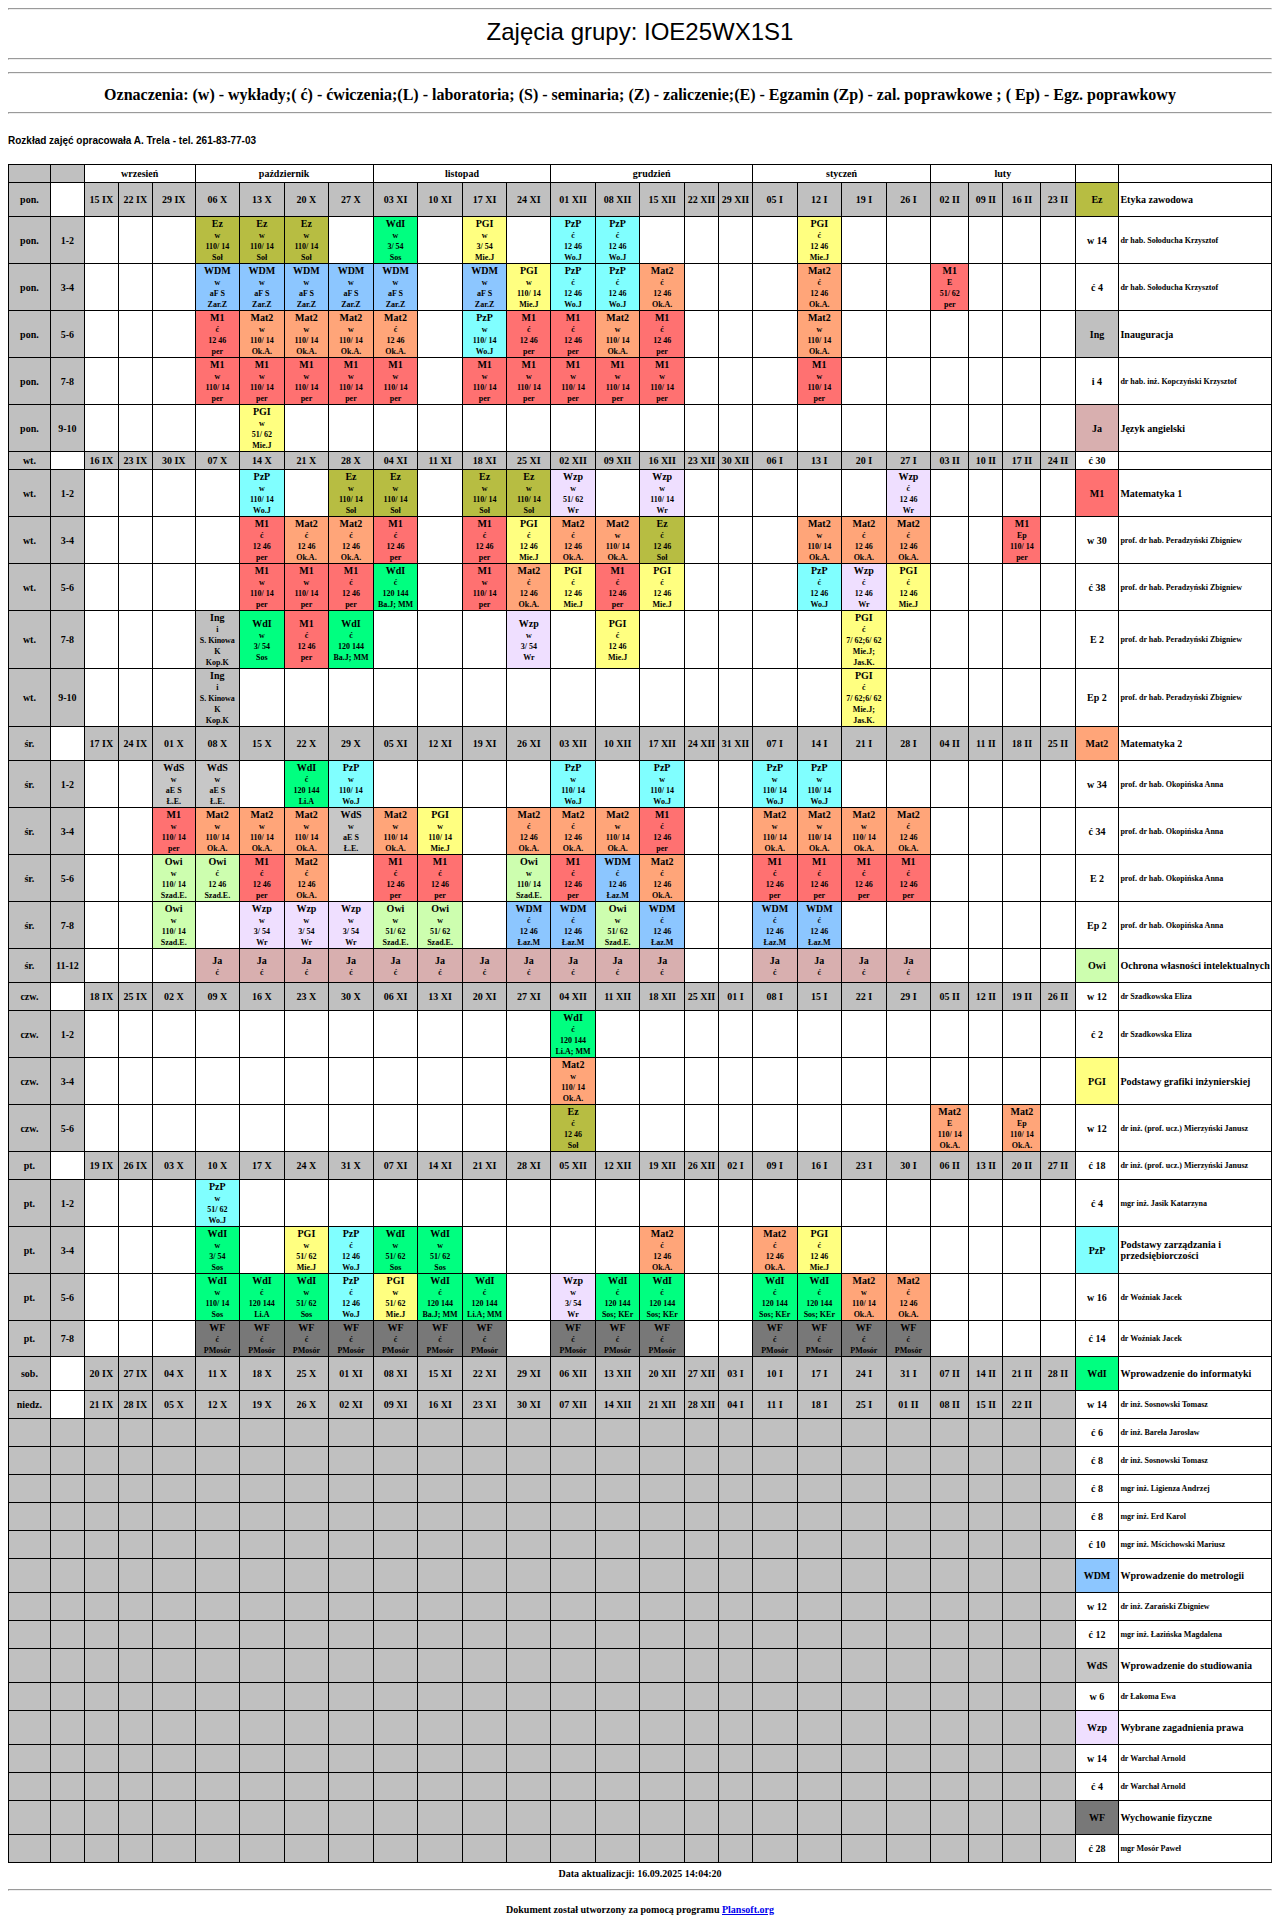 Zajęcia grupy: IOE25WX1S1
Oznaczenia: (w) - wykłady;( ć) - ćwiczenia;(L) - laboratoria; (S) - seminaria; (Z) - zaliczenie;(E) - Egzamin (Zp) - zal. poprawkowe ; ( Ep) - Egz. poprawkowy
Rozkład zajęć opracowała A. Trela - tel. 261-83-77-03
wrzesień październik listopad grudzień styczeń luty
pon. 15 IX 22 IX 29 IX 06 X 13 X 20 X 27 X 03 XI 10 XI 17 XI 24 XI 01 XII 08 XII 15 XII 22 XII 29 XII 05 I 12 I 19 I 26 I 02 II 09 II 16 II 23 II Ez Etyka zawodowa
Ez Ez Ez WdI PGI PzP PzP PGI
w w w w w ć ć ć
pon. 1-2 w 14 dr hab. Sołoducha Krzysztof
110/ 14 110/ 14 110/ 14 3/ 54 3/ 54 12 46 12 46 12 46
Soł Soł Soł Sos Mie.J Wo.J Wo.J Mie.J
WDM WDM WDM WDM WDM WDM PGI PzP PzP Mat2 Mat2 M1
w w w w w w w ć ć ć ć E
pon. 3-4 ć 4 dr hab. Sołoducha Krzysztof
aF S aF S aF S aF S aF S aF S 110/ 14 12 46 12 46 12 46 12 46 51/ 62
Zar.Z Zar.Z Zar.Z Zar.Z Zar.Z Zar.Z Mie.J Wo.J Wo.J Ok.A. Ok.A. per
M1 Mat2 Mat2 Mat2 Mat2 PzP M1 M1 Mat2 M1 Mat2
ć w w w ć w ć ć w ć w
pon. 5-6 Ing Inauguracja
12 46 110/ 14 110/ 14 110/ 14 12 46 110/ 14 12 46 12 46 110/ 14 12 46 110/ 14
per Ok.A. Ok.A. Ok.A. Ok.A. Wo.J per per Ok.A. per Ok.A.
M1 M1 M1 M1 M1 M1 M1 M1 M1 M1 M1
w w w w w w w w w w w
pon. 7-8 i 4 dr hab. inż. Kopczyński Krzysztof
110/ 14 110/ 14 110/ 14 110/ 14 110/ 14 110/ 14 110/ 14 110/ 14 110/ 14 110/ 14 110/ 14
per per per per per per per per per per per
PGI
w
pon. 9-10 Ja Język angielski
51/ 62
Mie.J
wt. 16 IX 23 IX 30 IX 07 X 14 X 21 X 28 X 04 XI 11 XI 18 XI 25 XI 02 XII 09 XII 16 XII 23 XII 30 XII 06 I 13 I 20 I 27 I 03 II 10 II 17 II 24 II ć 30
PzP Ez Ez Ez Ez Wzp Wzp Wzp
w w w w w w w ć
wt. 1-2 M1 Matematyka 1
110/ 14 110/ 14 110/ 14 110/ 14 110/ 14 51/ 62 110/ 14 12 46
Wo.J Soł Soł Soł Soł Wr Wr Wr
M1 Mat2 Mat2 M1 M1 PGI Mat2 Mat2 Ez Mat2 Mat2 Mat2 M1
ć ć ć ć ć ć ć w ć w ć ć Ep
wt. 3-4 w 30 prof. dr hab. Peradzyński Zbigniew
12 46 12 46 12 46 12 46 12 46 12 46 12 46 110/ 14 12 46 110/ 14 12 46 12 46 110/ 14
per Ok.A. Ok.A. per per Mie.J Ok.A. Ok.A. Soł Ok.A. Ok.A. Ok.A. per
M1 M1 M1 WdI M1 Mat2 PGI M1 PGI PzP Wzp PGI
w w ć ć w ć ć ć ć ć ć ć
wt. 5-6 ć 38 prof. dr hab. Peradzyński Zbigniew
110/ 14 110/ 14 12 46 120 144 110/ 14 12 46 12 46 12 46 12 46 12 46 12 46 12 46
per per per Ba.J; MM per Ok.A. Mie.J per Mie.J Wo.J Wr Mie.J
Ing WdI M1 WdI Wzp PGI PGI
i w ć ć w ć ć
wt. 7-8 E 2 prof. dr hab. Peradzyński Zbigniew
S. Kinowa K 3/ 54 12 46 120 144 3/ 54 12 46 7/ 62;6/ 62
Kop.K Sos per Ba.J; MM Wr Mie.J Mie.J; Jas.K.
Ing PGI
i ć
wt. 9-10 Ep 2 prof. dr hab. Peradzyński Zbigniew
S. Kinowa K 7/ 62;6/ 62
Kop.K Mie.J; Jas.K.
śr. 17 IX 24 IX 01 X 08 X 15 X 22 X 29 X 05 XI 12 XI 19 XI 26 XI 03 XII 10 XII 17 XII 24 XII 31 XII 07 I 14 I 21 I 28 I 04 II 11 II 18 II 25 II Mat2 Matematyka 2
WdS WdS WdI PzP PzP PzP PzP PzP
w w ć w w w w w
śr. 1-2 w 34 prof. dr hab. Okopińska Anna
aE S aE S 120 144 110/ 14 110/ 14 110/ 14 110/ 14 110/ 14
Ł.E. Ł.E. Li.A Wo.J Wo.J Wo.J Wo.J Wo.J
M1 Mat2 Mat2 Mat2 WdS Mat2 PGI Mat2 Mat2 Mat2 M1 Mat2 Mat2 Mat2 Mat2
w w w w w w w ć ć w ć w w w ć
śr. 3-4 ć 34 prof. dr hab. Okopińska Anna
110/ 14 110/ 14 110/ 14 110/ 14 aE S 110/ 14 110/ 14 12 46 12 46 110/ 14 12 46 110/ 14 110/ 14 110/ 14 12 46
per Ok.A. Ok.A. Ok.A. Ł.E. Ok.A. Mie.J Ok.A. Ok.A. Ok.A. per Ok.A. Ok.A. Ok.A. Ok.A.
Owi Owi M1 Mat2 M1 M1 Owi M1 WDM Mat2 M1 M1 M1 M1
w ć ć ć ć ć w ć ć ć ć ć ć ć
śr. 5-6 E 2 prof. dr hab. Okopińska Anna
110/ 14 12 46 12 46 12 46 12 46 12 46 110/ 14 12 46 12 46 12 46 12 46 12 46 12 46 12 46
Szad.E. Szad.E. per Ok.A. per per Szad.E. per Łaz.M Ok.A. per per per per
Owi Wzp Wzp Wzp Owi Owi WDM WDM Owi WDM WDM WDM
w w w w w w ć ć w ć ć ć
śr. 7-8 Ep 2 prof. dr hab. Okopińska Anna
110/ 14 3/ 54 3/ 54 3/ 54 51/ 62 51/ 62 12 46 12 46 51/ 62 12 46 12 46 12 46
Szad.E. Wr Wr Wr Szad.E. Szad.E. Łaz.M Łaz.M Szad.E. Łaz.M Łaz.M Łaz.M
Ja Ja Ja Ja Ja Ja Ja Ja Ja Ja Ja Ja Ja Ja Ja
śr. 11-12 Owi Ochrona własności intelektualnych
ć ć ć ć ć ć ć ć ć ć ć ć ć ć ć
czw. 18 IX 25 IX 02 X 09 X 16 X 23 X 30 X 06 XI 13 XI 20 XI 27 XI 04 XII 11 XII 18 XII 25 XII 01 I 08 I 15 I 22 I 29 I 05 II 12 II 19 II 26 II w 12 dr Szadkowska Eliza
WdI
ć
czw. 1-2 ć 2 dr Szadkowska Eliza
120 144
Li.A; MM
Mat2
w
czw. 3-4 PGI Podstawy grafiki inżynierskiej
110/ 14
Ok.A.
Ez Mat2 Mat2
ć E Ep
czw. 5-6 w 12 dr inż. (prof. ucz.) Mierzyński Janusz
12 46 110/ 14 110/ 14
Soł Ok.A. Ok.A.
pt. 19 IX 26 IX 03 X 10 X 17 X 24 X 31 X 07 XI 14 XI 21 XI 28 XI 05 XII 12 XII 19 XII 26 XII 02 I 09 I 16 I 23 I 30 I 06 II 13 II 20 II 27 II ć 18 dr inż. (prof. ucz.) Mierzyński Janusz
PzP
w
pt. 1-2 ć 4 mgr inż. Jasik Katarzyna
51/ 62
Wo.J
WdI PGI PzP WdI WdI Mat2 Mat2 PGI
w w ć w w ć ć ć
pt. 3-4 PzP Podstawy zarządzania i przedsiębiorczości
3/ 54 51/ 62 12 46 51/ 62 51/ 62 12 46 12 46 12 46
Sos Mie.J Wo.J Sos Sos Ok.A. Ok.A. Mie.J
WdI WdI WdI PzP PGI WdI WdI Wzp WdI WdI WdI WdI Mat2 Mat2
w ć w ć w ć ć w ć ć ć ć w ć
pt. 5-6 w 16 dr Woźniak Jacek
110/ 14 120 144 51/ 62 12 46 51/ 62 120 144 120 144 3/ 54 120 144 120 144 120 144 120 144 110/ 14 12 46
Sos Li.A Sos Wo.J Mie.J Ba.J; MM Li.A; MM Wr Sos; KEr Sos; KEr Sos; KEr Sos; KEr Ok.A. Ok.A.
WF WF WF WF WF WF WF WF WF WF WF WF WF WF
pt. 7-8 ć ć ć ć ć ć ć ć ć ć ć ć ć ć ć 14 dr Woźniak Jacek
PMosór PMosór PMosór PMosór PMosór PMosór PMosór PMosór PMosór PMosór PMosór PMosór PMosór PMosór
sob. 20 IX 27 IX 04 X 11 X 18 X 25 X 01 XI 08 XI 15 XI 22 XI 29 XI 06 XII 13 XII 20 XII 27 XII 03 I 10 I 17 I 24 I 31 I 07 II 14 II 21 II 28 II WdI Wprowadzenie do informatyki
niedz. 21 IX 28 IX 05 X 12 X 19 X 26 X 02 XI 09 XI 16 XI 23 XI 30 XI 07 XII 14 XII 21 XII 28 XII 04 I 11 I 18 I 25 I 01 II 08 II 15 II 22 II w 14 dr inż. Sosnowski Tomasz
ć 6 dr inż. Bareła Jarosław
ć 8 dr inż. Sosnowski Tomasz
ć 8 mgr inż. Ligienza Andrzej
ć 8 mgr inż. Erd Karol
ć 10 mgr inż. Mścichowski Mariusz
WDM Wprowadzenie do metrologii
w 12 dr inż. Zarański Zbigniew
ć 12 mgr inż. Łazińska Magdalena
WdS Wprowadzenie do studiowania
w 6 dr Łakoma Ewa
Wzp Wybrane zagadnienia prawa
w 14 dr Warchał Arnold
ć 4 dr Warchał Arnold
WF Wychowanie fizyczne
ć 28 mgr Mosór Paweł
Data aktualizacji: 16.09.2025 14:04:20
Dokument został utworzony za pomocą programu Plansoft.org